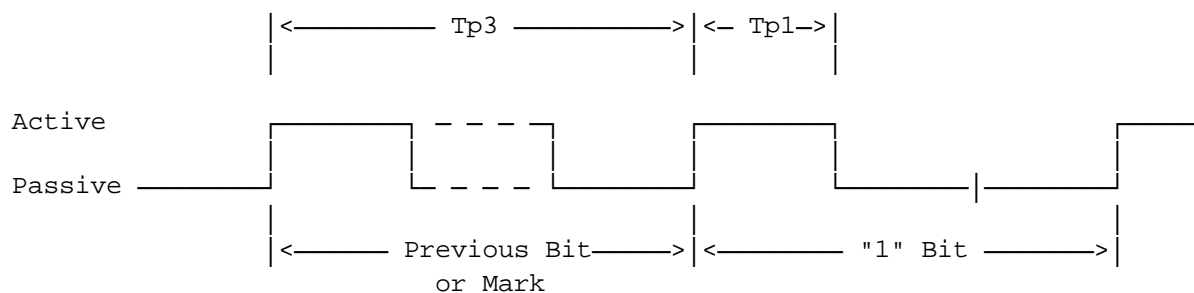 Tp3 Tp1
Active
Passive
Previous Bit "1" Bit
or Mark